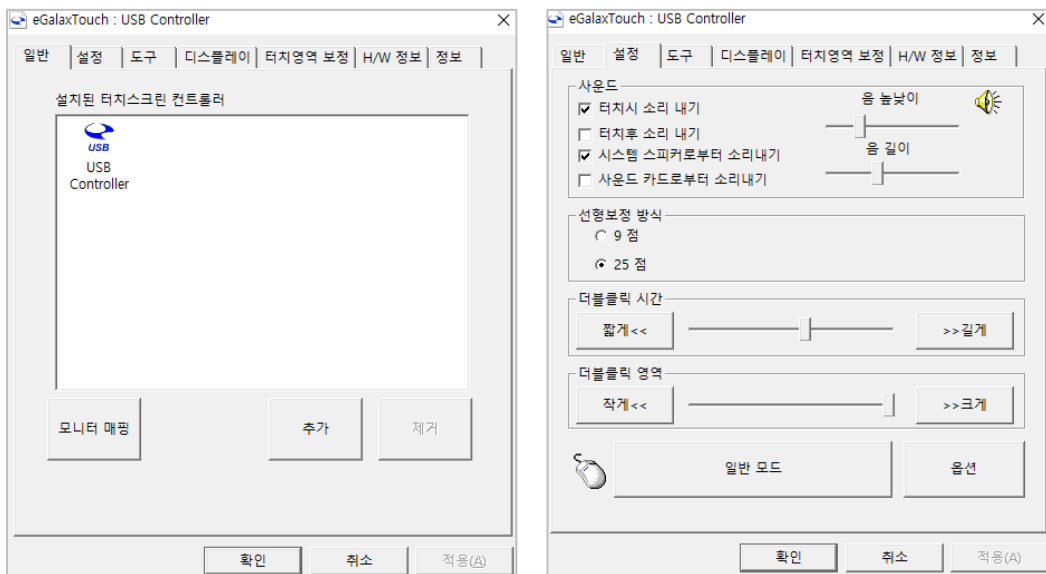 eGalaxTouch : USB Controller
일반 설정 도구 디스플레이 터치영역 보정 H/W 정보 정보
설치된 터치스크린 컨트롤러
USB
USB
Controller
모니터 매핑 추가 제거
확인 취소 적용(A)
eGalaxTouch : USB Controller
일반 설정 도구 디스플레이 터치영역 보정 H/W 정보 정보
사운드
터치시 소리 내기
터치후 소리 내기
시스템 스피커로부터 소리내기
사운드 카드로부터 소리내기
음 높낮이
음 길이
선형보정 방식
9 점
25 점
더블클릭 시간
짧게<< >>길게
더블클릭 영역
작게<< >>크게
일반 모드 옵션
확인 취소 적용(A)